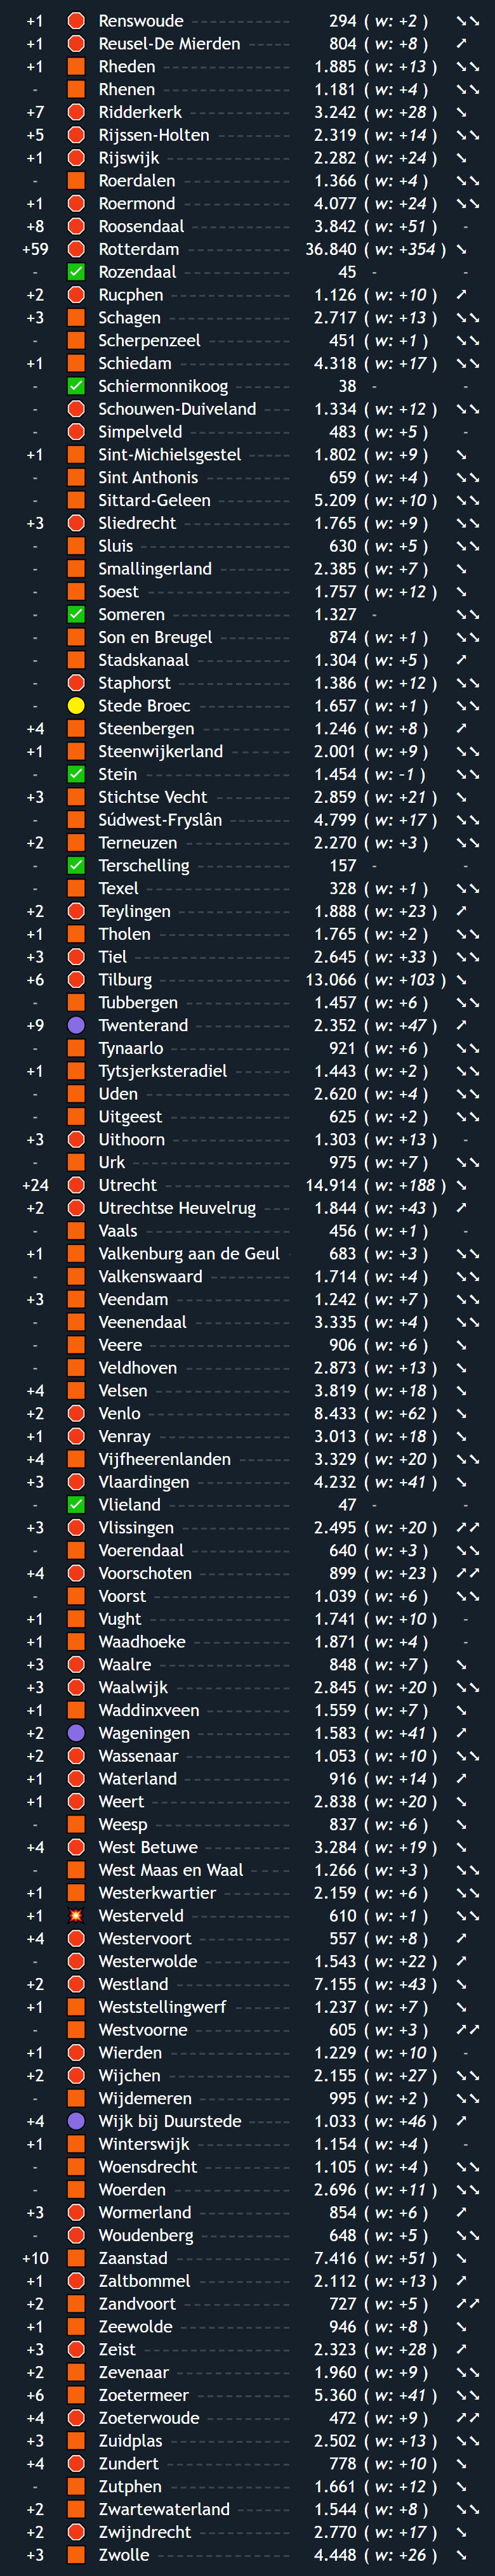 +1 Renswoude 294 ( w: +2 ) ↘↘
+1 Reusel-De Mierden 804 ( w: +8 ) ↗
+1 Rheden 1.885 ( w: +13 ) ↘↘
- Rhenen 1.181 ( w: +4 ) ↘↘
+7 Ridderkerk 3.242 ( w: +28 ) ↘
+5 Rijssen-Holten 2.319 ( w: +14 ) ↘↘
+1 Rijswijk 2.282 ( w: +24 ) ↘
- Roerdalen 1.366 ( w: +4 ) ↘↘
+1 Roermond 4.077 ( w: +24 ) ↘↘
+8 Roosendaal 3.842 ( w: +51 ) -
+59 Rotterdam 36.840 ( w: +354 ) ↘
- Rozendaal 45 - -
+2 Rucphen 1.126 ( w: +10 ) ↗
+3 Schagen 2.717 ( w: +13 ) ↘↘
- Scherpenzeel 451 ( w: +1 ) ↘↘
+1 Schiedam 4.318 ( w: +17 ) ↘↘
- Schiermonnikoog 38 - -
- Schouwen-Duiveland 1.334 ( w: +12 ) ↘↘
- Simpelveld 483 ( w: +5 ) -
+1 Sint-Michielsgestel 1.802 ( w: +9 ) ↘
- Sint Anthonis 659 ( w: +4 ) ↘↘
- Sittard-Geleen 5.209 ( w: +10 ) ↘↘
+3 Sliedrecht 1.765 ( w: +9 ) ↘↘
- Sluis 630 ( w: +5 ) ↘↘
- Smallingerland 2.385 ( w: +7 ) ↘
- Soest 1.757 ( w: +12 ) ↘
- Someren 1.327 - ↘↘
- Son en Breugel 874 ( w: +1 ) ↘↘
- Stadskanaal 1.304 ( w: +5 ) ↗
- Staphorst 1.386 ( w: +12 ) ↘↘
- Stede Broec 1.657 ( w: +1 ) ↘↘
+4 Steenbergen 1.246 ( w: +8 ) ↗
+1 Steenwijkerland 2.001 ( w: +9 ) ↘↘
- Stein 1.454 ( w: -1 ) ↘↘
+3 Stichtse Vecht 2.859 ( w: +21 ) ↘
- Súdwest-Fryslân 4.799 ( w: +17 ) ↘↘
+2 Terneuzen 2.270 ( w: +3 ) ↘↘
- Terschelling 157 - -
- Texel 328 ( w: +1 ) ↘↘
+2 Teylingen 1.888 ( w: +23 ) ↗
+1 Tholen 1.765 ( w: +2 ) ↘↘
+3 Tiel 2.645 ( w: +33 ) ↘↘
+6 Tilburg 13.066 ( w: +103 ) ↘
- Tubbergen 1.457 ( w: +6 ) ↘↘
+9 Twenterand 2.352 ( w: +47 ) ↗
- Tynaarlo 921 ( w: +6 ) ↘↘
+1 Tytsjerksteradiel 1.443 ( w: +2 ) ↘↘
- Uden 2.620 ( w: +4 ) ↘↘
- Uitgeest 625 ( w: +2 ) ↘↘
+3 Uithoorn 1.303 ( w: +13 ) -
- Urk 975 ( w: +7 ) ↘↘
+24 Utrecht 14.914 ( w: +188 ) ↘
+2 Utrechtse Heuvelrug 1.844 ( w: +43 ) ↗
- Vaals 456 ( w: +1 ) -
+1 Valkenburg aan de Geul 683 ( w: +3 ) ↘↘
- Valkenswaard 1.714 ( w: +4 ) ↘↘
+3 Veendam 1.242 ( w: +7 ) ↘↘
- Veenendaal 3.335 ( w: +4 ) ↘↘
- Veere 906 ( w: +6 ) ↘
- Veldhoven 2.873 ( w: +13 ) ↘
+4 Velsen 3.819 ( w: +18 ) ↘
+2 Venlo 8.433 ( w: +62 ) ↘
+1 Venray 3.013 ( w: +18 ) ↘
+4 Vijfheerenlanden 3.329 ( w: +20 ) ↘↘
+3 Vlaardingen 4.232 ( w: +41 ) ↘
- Vlieland 47 - -
+3 Vlissingen 2.495 ( w: +20 ) ↗↗
- Voerendaal 640 ( w: +3 ) ↘↘
+4 Voorschoten 899 ( w: +23 ) ↗↗
- Voorst 1.039 ( w: +6 ) ↘↘
+1 Vught 1.741 ( w: +10 ) -
+1 Waadhoeke 1.871 ( w: +4 ) -
+3 Waalre 848 ( w: +7 ) ↘
+3 Waalwijk 2.845 ( w: +20 ) ↘↘
+1 Waddinxveen 1.559 ( w: +7 ) ↘
+2 Wageningen 1.583 ( w: +41 ) ↗
+2 Wassenaar 1.053 ( w: +10 ) ↘↘
+1 Waterland 916 ( w: +14 ) ↗
+1 Weert 2.838 ( w: +20 ) ↘
- Weesp 837 ( w: +6 ) ↘
+4 West Betuwe 3.284 ( w: +19 ) ↘
- West Maas en Waal 1.266 ( w: +3 ) ↘↘
+1 Westerkwartier 2.159 ( w: +6 ) ↘↘
+1 Westerveld 610 ( w: +1 ) ↘↘
+4 Westervoort 557 ( w: +8 ) ↗
- Westerwolde 1.543 ( w: +22 ) ↗
+2 Westland 7.155 ( w: +43 ) ↘
+1 Weststellingwerf 1.237 ( w: +7 ) ↘
- Westvoorne 605 ( w: +3 ) ↗↗
+1 Wierden 1.229 ( w: +10 ) -
+2 Wijchen 2.155 ( w: +27 ) ↘↘
- Wijdemeren 995 ( w: +2 ) ↘↘
+4 Wijk bij Duurstede 1.033 ( w: +46 ) ↗
+1 Winterswijk 1.154 ( w: +4 ) -
- Woensdrecht 1.105 ( w: +4 ) ↘↘
- Woerden 2.696 ( w: +11 ) ↘↘
+3 Wormerland 854 ( w: +6 ) ↗
- Woudenberg 648 ( w: +5 ) ↘↘
+10 Zaanstad 7.416 ( w: +51 ) ↘
+1 Zaltbommel 2.112 ( w: +13 ) ↗
+2 Zandvoort 727 ( w: +5 ) ↗↗
+1 Zeewolde 946 ( w: +8 ) ↘
+3 Zeist 2.323 ( w: +28 ) ↗
+2 Zevenaar 1.960 ( w: +9 ) ↘↘
+6 Zoetermeer 5.360 ( w: +41 ) ↘↘
+4 Zoeterwoude 472 ( w: +9 ) ↗↗
+3 Zuidplas 2.502 ( w: +13 ) ↘↘
+4 Zundert 778 ( w: +10 ) ↘
- Zutphen 1.661 ( w: +12 ) ↘
+2 Zwartewaterland 1.544 ( w: +8 ) ↘↘
+2 Zwijndrecht 2.770 ( w: +17 ) ↘
+3 Zwolle 4.448 ( w: +26 ) ↘